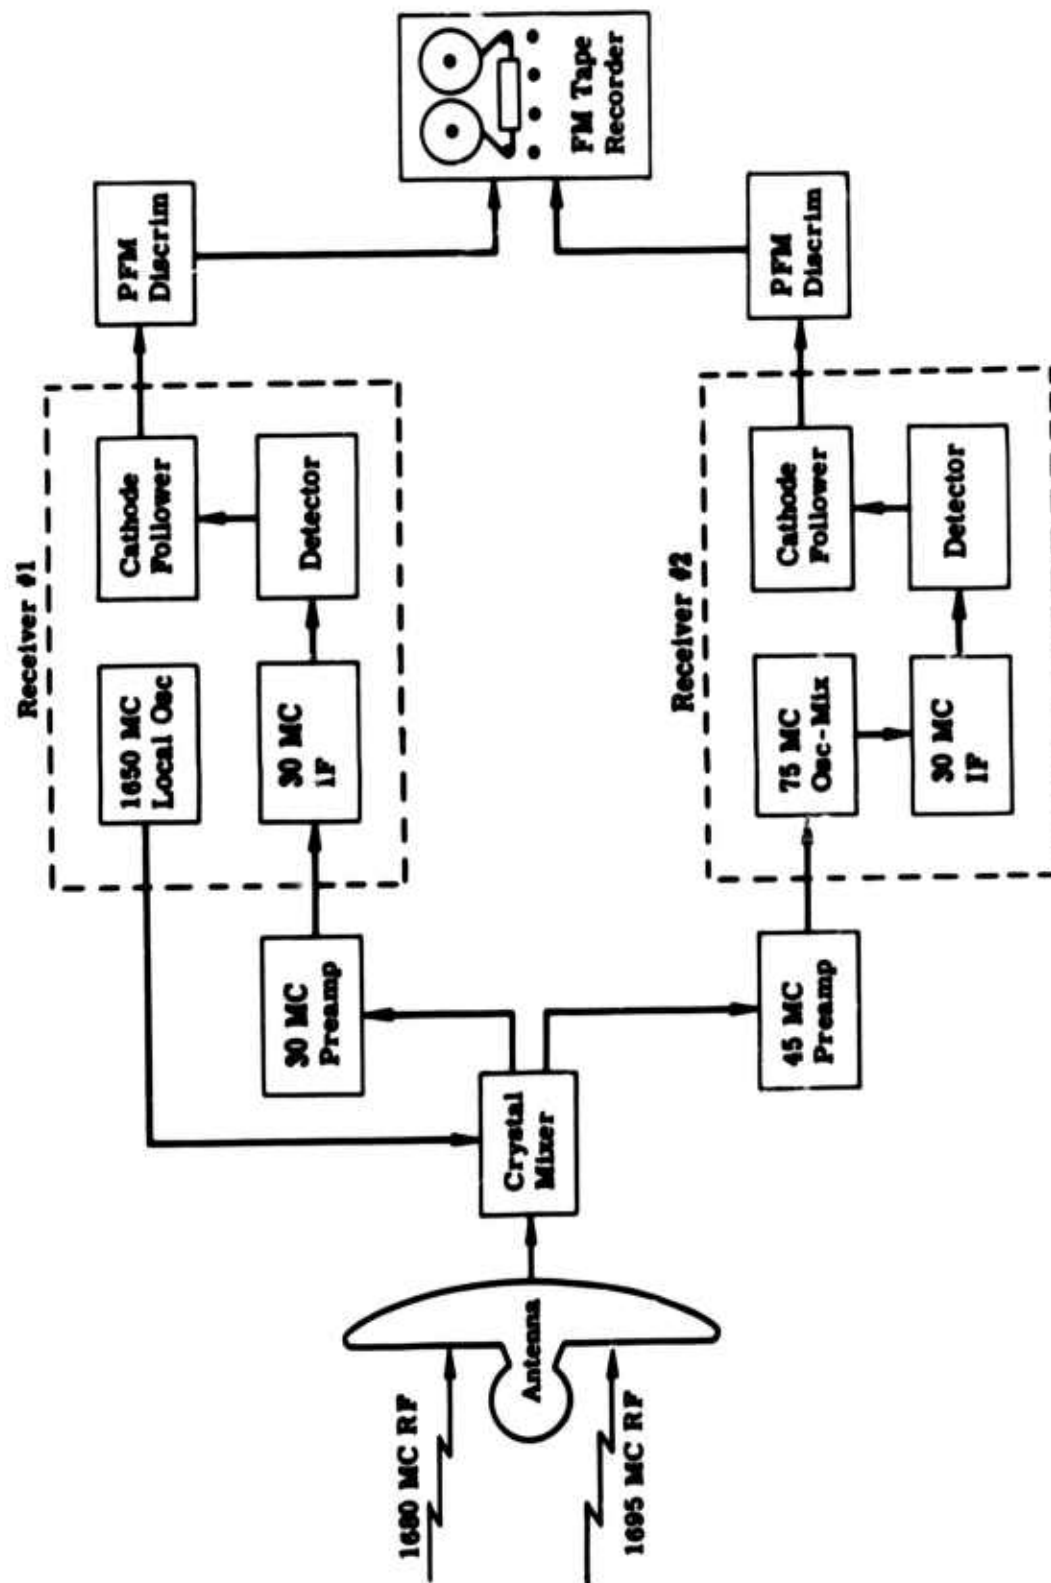 1680 MC RF
1695 MC RF
Antenna
Crystal
Mixer
30 MC
Preamp
45 MC
Preamp
Receiver #1
1650 MC
Local Osc
30 MC
IF
Cathode
Follower
Detector
PFM
Discrim
Receiver #2
75 MC
Osc-Mix
30 MC
IF
Cathode
Follower
Detector
PFM
Discrim
FM Tape
Recorder